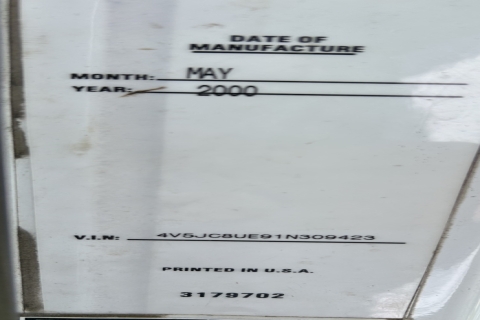 DATE OF
MANUFACTURE
MONTH: MAY
YEAR: 2000
V.I.N: 4V5JC8UE91N309423
PRINTED IN U.S.A.
3179702